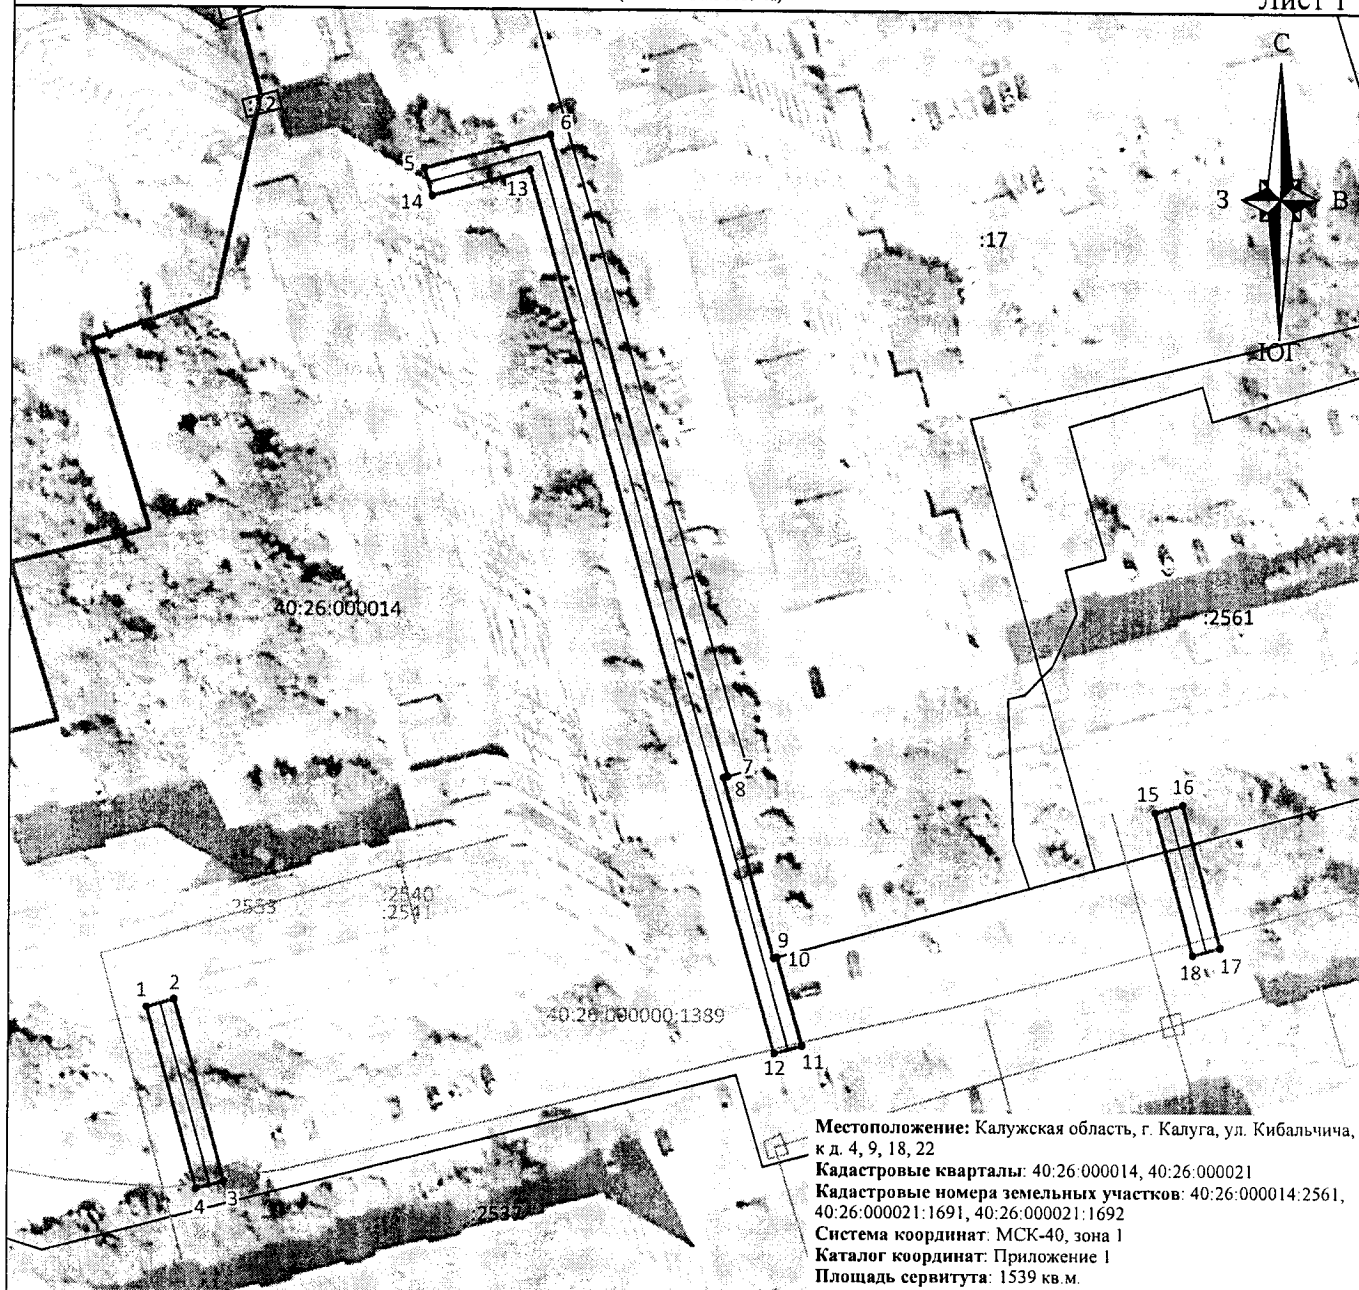 Лист 1
С
:12
6
5
13
14
З
В
:17
ЮГ
40:26:000014
:2561
7
8
15
16
:2540
:2541
2553
9
10
17
18
1
2
40:26:000000:1389
12
11
4
3
:2537
Местоположение: Калужская область, г. Калуга, ул. Кибальчича,
к д. 4, 9, 18, 22
Кадастровые кварталы: 40:26:000014, 40:26:000021
Кадастровые номера земельных участков: 40:26:000014:2561,
40:26:000021:1691, 40:26:000021:1692
Система координат: МСК-40, зона 1
Каталог координат: Приложение 1
Площадь сервитута: 1539 кв.м.